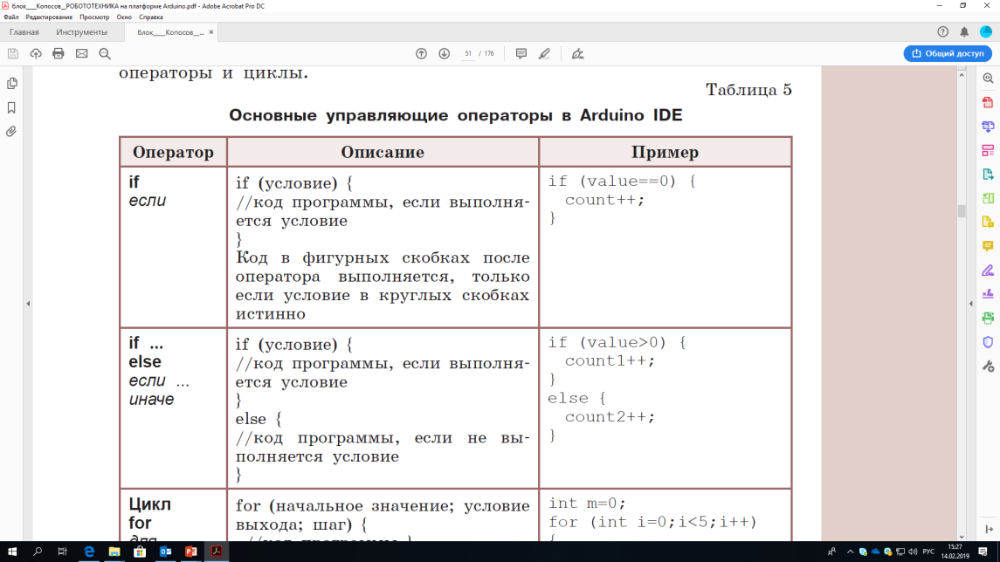 блок____Копосов__РОБОТОТЕХНИКА на платформе Arduino.pdf - Adobe Acrobat Pro DC
Файл Редактирование Просмотр Окно Справка
Главная Инструменты блок____Копосов__... ×
51 / 176 Общий доступ
операторы и циклы.
Таблица 5
Основные управляющие операторы в Arduino IDE
Оператор Описание Пример
if
если
if (условие) {
//код программы, если выполня-
ется условие
}
Код в фигурных скобках после
оператора выполняется, только
если условие в круглых скобках
истинно
if (value==0) {
count++;
}
if ...
else
если ...
иначе
if (условие) {
//код программы, если выполня-
ется условие
}
else {
//код программы, если не вы-
полняется условие
}
if (value>0) {
count1++;
}
else {
count2++;
}
Цикл
for
для
for (начальное значение; условие
выхода; шаг) {
int m=0;
for (int i=0;i<5;i++)
{
РУС
15:27
14.02.2019